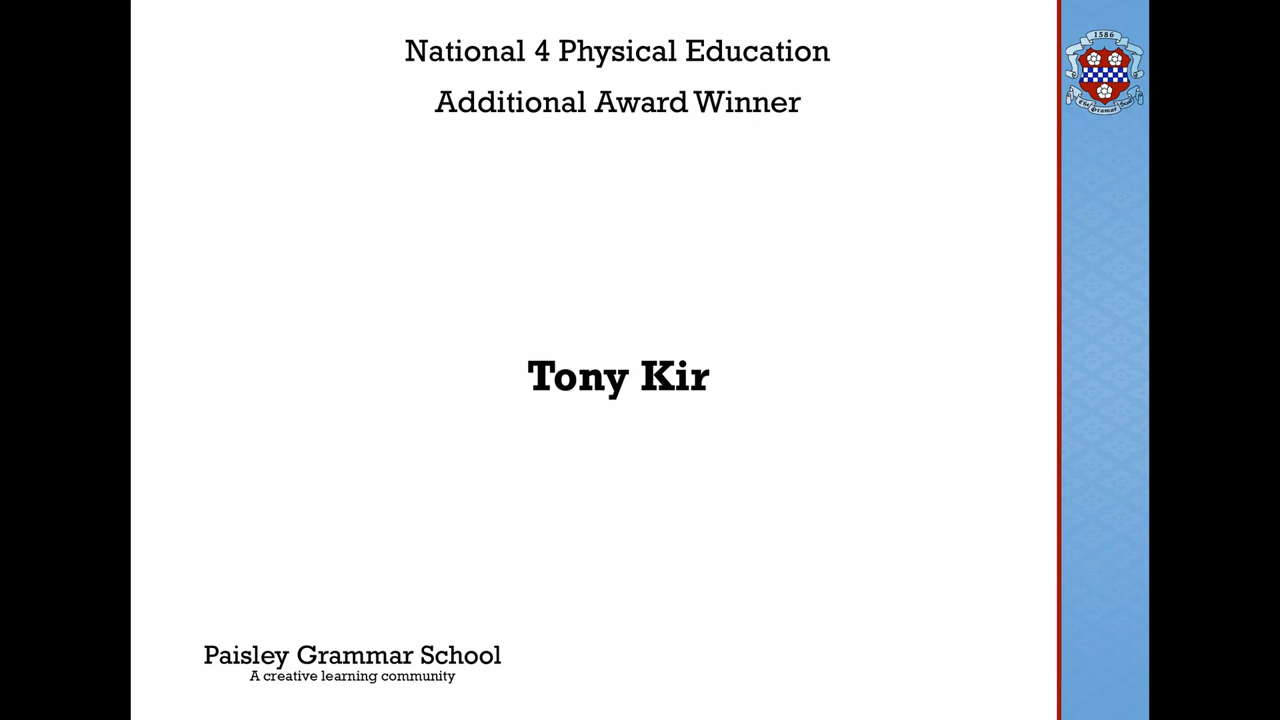 National 4 Physical Education
Additional Award Winner
1586
Tony Kir
Paisley Grammar School
A creative learning community